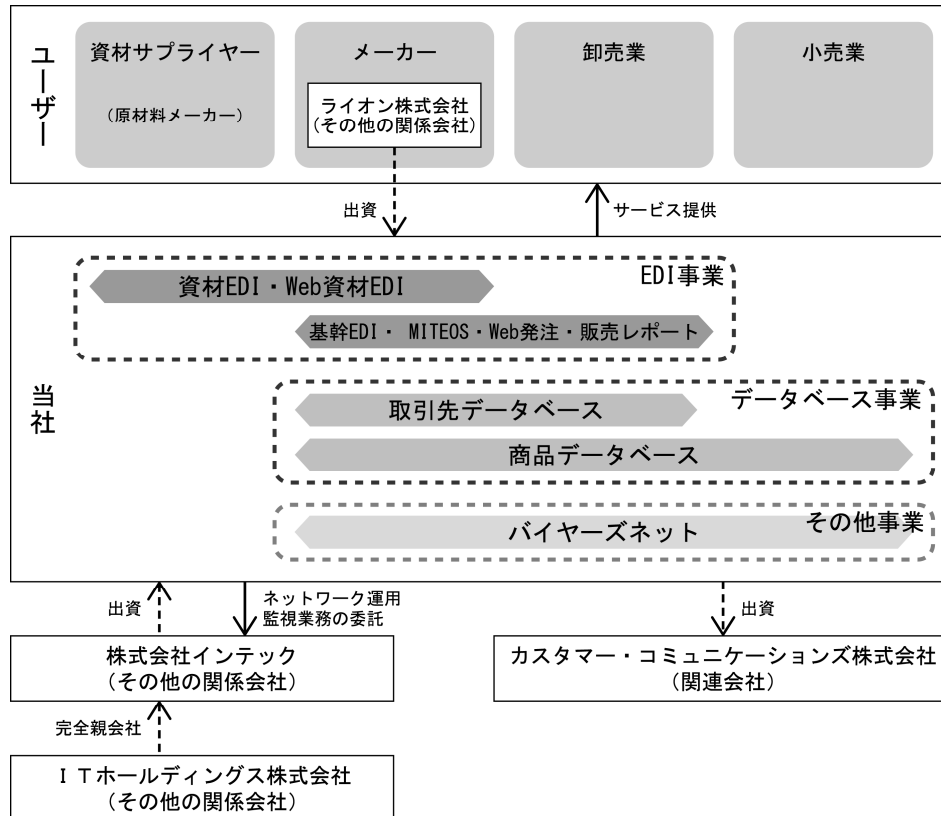 ユーザー
資材サプライヤー
(原材料メーカー)
メーカー
ライオン株式会社
(その他の関係会社)
卸売業
小売業
出資
サービス提供
当社
EDI事業
資材EDI・Web資材EDI
基幹EDI・ MITEOS・Web発注・販売レポート
データベース事業
取引先データベース
商品データベース
その他事業
バイヤーズネット
出資
ネットワーク運用
監視業務の委託
出資
株式会社インテック
(その他の関係会社)
カスタマー・コミュニケーションズ株式会社
(関連会社)
完全親会社
ITホールディングス株式会社
(その他の関係会社)